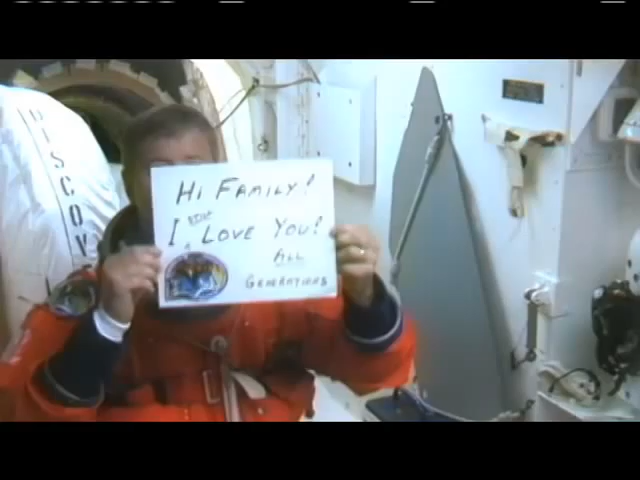 HI FAMILY!
I LOVE YOU!
ALL
GENERATIONS
DISCOV